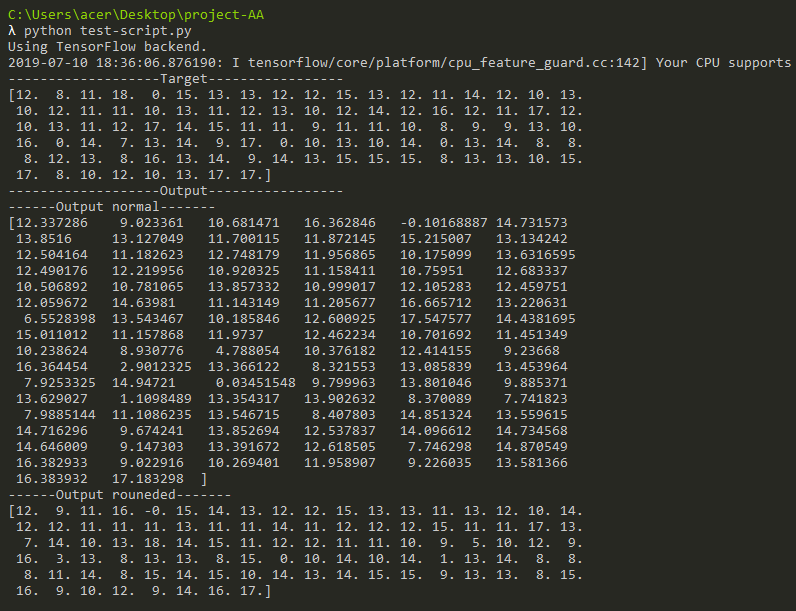 C:\Users\acer\Desktop\project-AA
λ python test-script.py
Using TensorFlow backend.
2019-07-10 18:36:06.876190: I tensorflow/core/platform/cpu_feature_guard.cc:142] Your CPU supports
-------------------Target-----------------
[12.  8. 11. 18.  0. 15. 13. 13. 12. 12. 15. 13. 12. 11. 14. 12. 10. 13.
 10. 12. 11. 11. 10. 13. 11. 12. 13. 10. 12. 14. 12. 16. 12. 11. 17. 12.
 10. 13. 11. 12. 17. 14. 15. 11. 11.  9. 11. 11. 10.  8.  9.  9. 13. 10.
 16.  0. 14.  7. 13. 14.  9. 17.  0. 10. 13. 10. 14.  0. 13. 14.  8.  8.
  8. 12. 13.  8. 16. 13. 14.  9. 14. 13. 15. 15. 15.  8. 13. 13. 10. 15.
 17.  8. 10. 12. 10. 13. 17. 17.]
-------------------Output-----------------
------Output normal-------
[12.337286    9.023361   10.681471   16.362846   -0.10168887 14.731573
 13.8516     13.127049   11.700115   11.872145   15.215007   13.134242
 12.504164   11.182623   12.748179   11.956865   10.175099   13.6316595
 12.490176   12.219956   10.920325   11.158411   10.75951    12.683337
 10.506892   10.781065   13.857332   10.999017   12.105283   12.459751
 12.059672   14.63981    11.143149   11.205677   16.665712   13.220631
  6.5528398  13.543467   10.185846   12.600925   17.547577   14.4381695
 15.011012   11.157868   11.9737     12.462234   10.701692   11.451349
 10.238624    8.930776    4.788054   10.376182   12.414155    9.23668
 16.364454    2.9012325  13.366122    8.321553   13.085839   13.453964
  7.9253325  14.94721     0.03451548  9.799963   13.801046    9.885371
 13.629027    1.1098489  13.354317   13.902632    8.370089    7.741823
  7.9885144  11.1086235  13.546715    8.407803   14.851324   13.559615
 14.716296    9.674241   13.852694   12.537837   14.096612   14.734568
 14.646009    9.147303   13.391672   12.618505    7.746298   14.870549
 16.382933    9.022916   10.269401   11.958907    9.226035   13.581366
 16.383932   17.183298  ]
------Output rouneded-------
[12.  9. 11. 16. -0. 15. 14. 13. 12. 12. 15. 13. 13. 11. 13. 12. 10. 14.
 12. 12. 11. 11. 11. 13. 11. 11. 14. 11. 12. 12. 12. 15. 11. 11. 17. 13.
  7. 14. 10. 13. 18. 14. 15. 11. 12. 12. 11. 11. 10.  9.  5. 10. 12.  9.
 16.  3. 13.  8. 13. 13.  8. 15.  0. 10. 14. 10. 14.  1. 13. 14.  8.  8.
  8. 11. 14.  8. 15. 14. 15. 10. 14. 13. 14. 15. 15.  9. 13. 13.  8. 15.
 16.  9. 10. 12.  9. 14. 16. 17.]